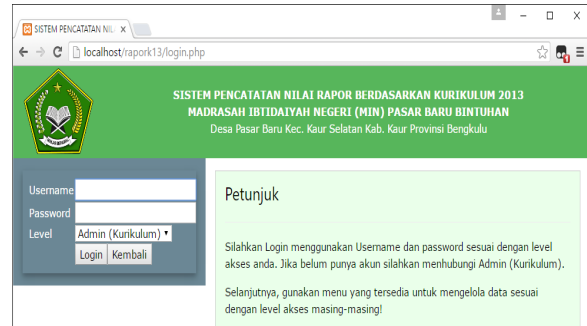 SISTEM PENCATATAN NIL
localhost/rapork13/login.php
SISTEM PENCATATAN NILAI RAPOR BERDASARKAN KURIKULUM 2013
MADRASAH IBTIDAIYAH NEGERI (MIN) PASAR BARU BINTUHAN
Desa Pasar Baru Kec. Kaur Selatan Kab. Kaur Provinsi Bengkulu
Username
Password
Level Admin (Kurikulum)
Login Kembali
Petunjuk
Silahkan Login menggunakan Username dan password sesuai dengan level
akses anda. Jika belum punya akun silahkan menhubungi Admin (Kurikulum).
Selanjutnya, gunakan menu yang tersedia untuk mengelola data sesuai
dengan level akses masing-masing!